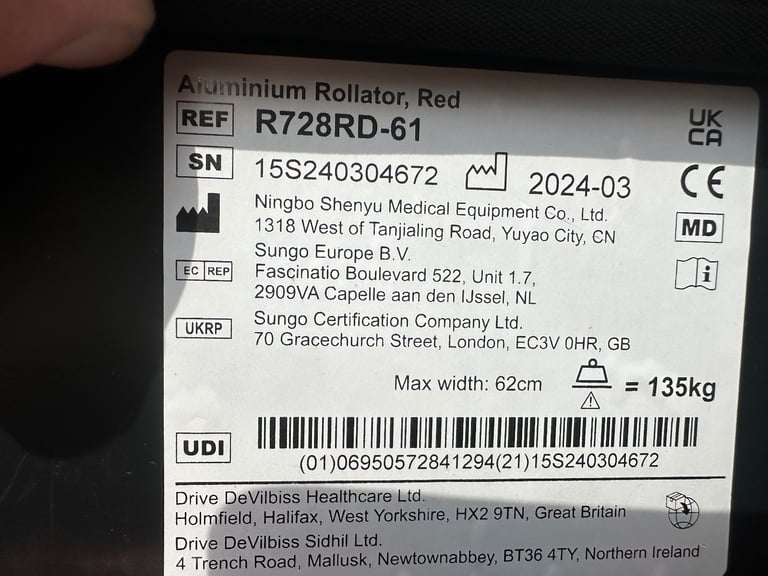 Aluminium Rollator, Red
REF R728RD-61
UK
CA
SN 15S240304672 2024-03
CE
Ningbo Shenyu Medical Equipment Co., Ltd.
1318 West of Tanjialing Road, Yuyao City, CN
MD
Sungo Europe B.V.
EC REP Fascinatio Boulevard 522, Unit 1.7,
2909VA Capelle aan den IJssel, NL
i
UKRP Sungo Certification Company Ltd.
70 Gracechurch Street, London, EC3V 0HR, GB
Max width: 62cm = 135kg
UDI
(01)06950572841294(21)15S240304672
Drive DeVilbiss Healthcare Ltd.
Holmfield, Halifax, West Yorkshire, HX2 9TN, Great Britain
Drive DeVilbiss Sidhil Ltd.
4 Trench Road, Mallusk, Newtownabbey, BT36 4TY, Northern Ireland